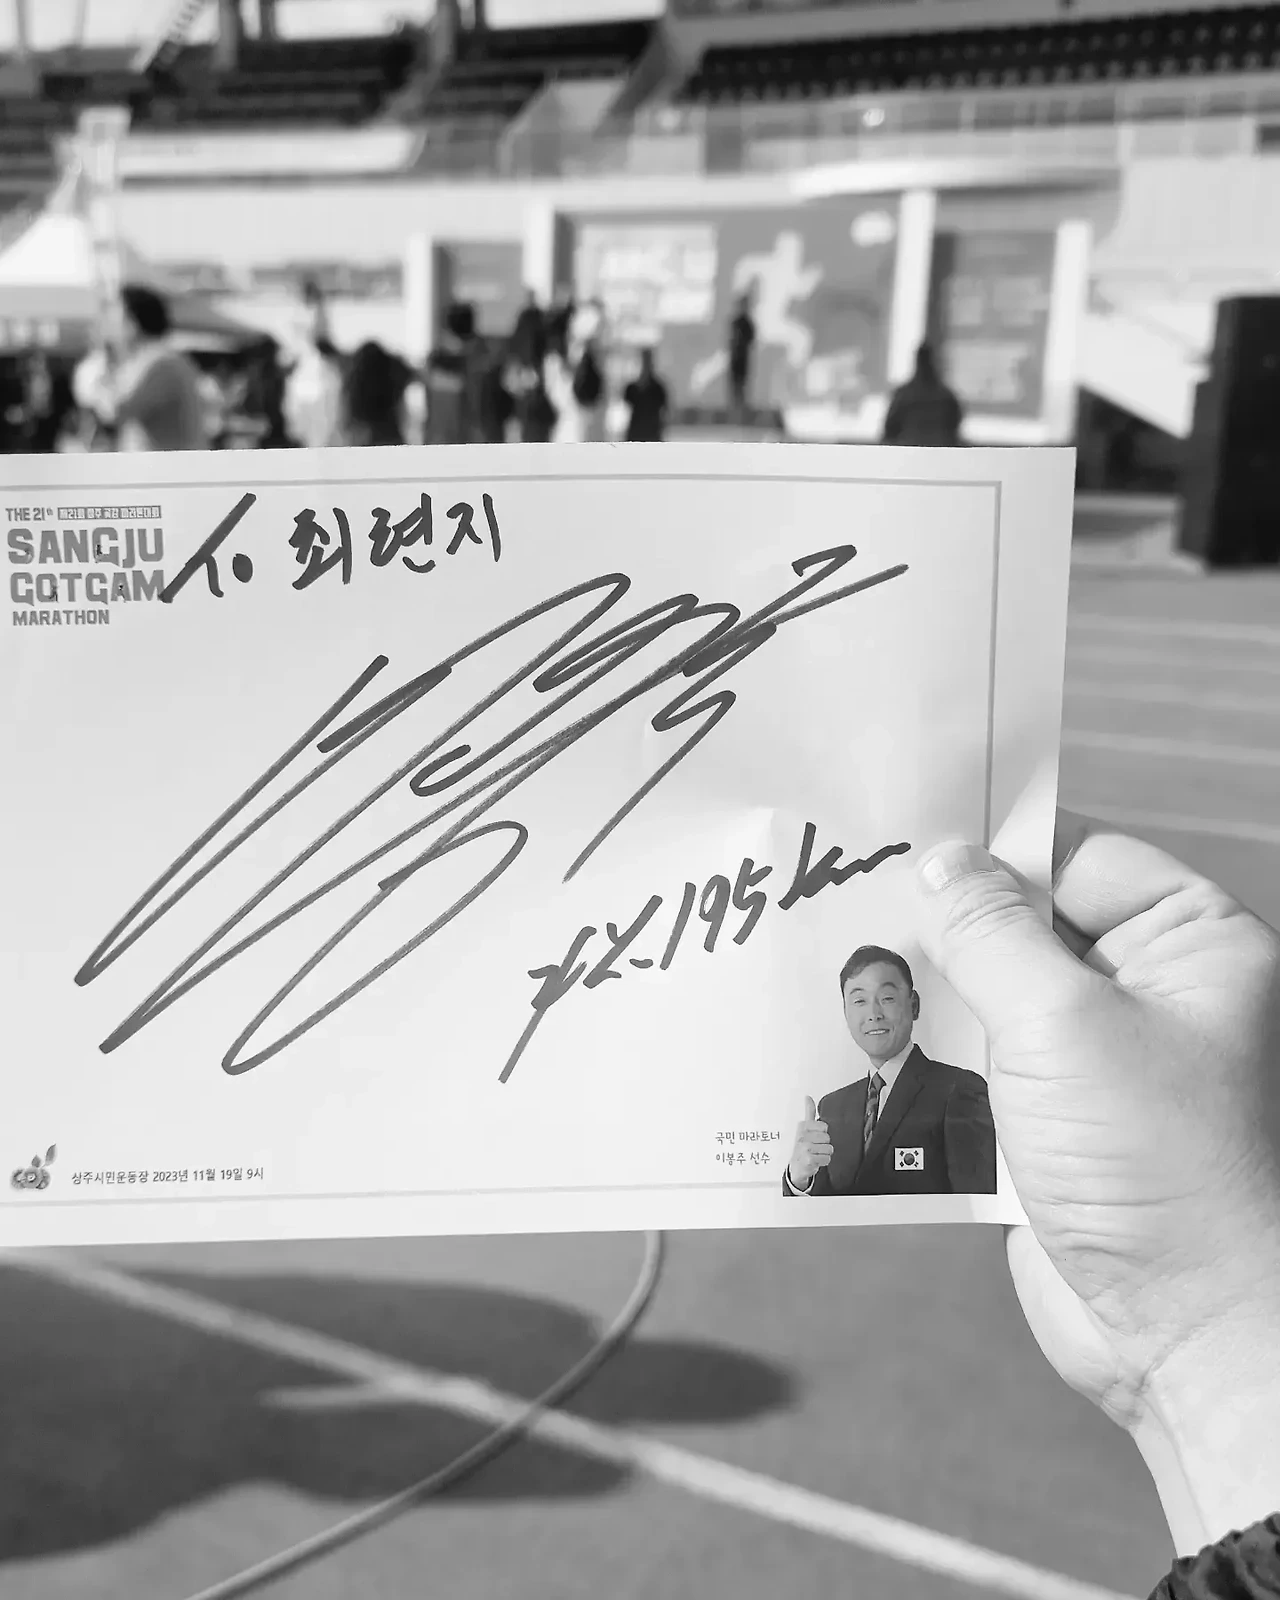 THE 21th 제21회 상주 곶감 마라톤대회
SANGJU
GOTGAM
MARATHON
to 최련지
42.195km
국민 마라토너
이봉주 선수
상주시민운동장 2023년 11월 19일 9시